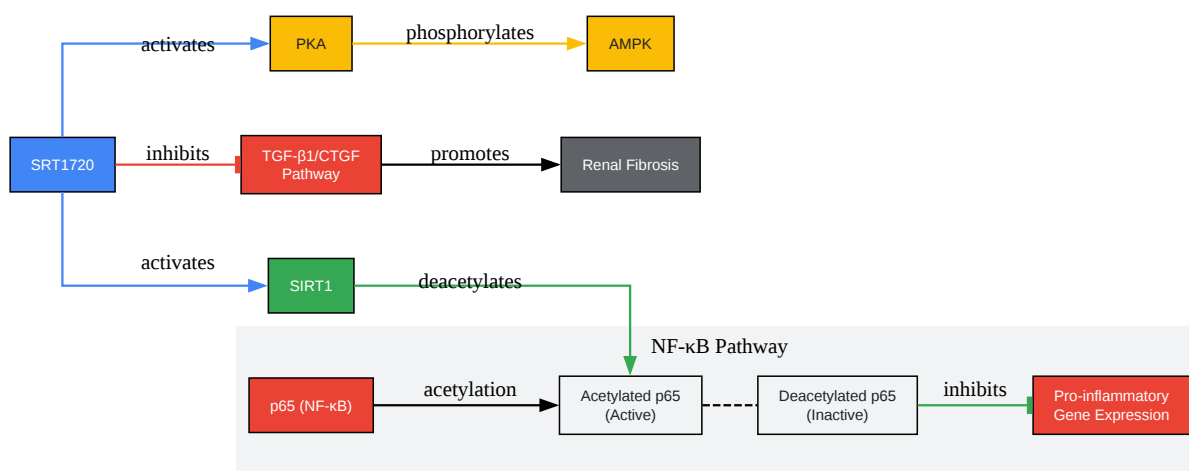 activates
PKA
phosphorylates
AMPK
SRT1720
inhibits
TGF-β1/CTGF
Pathway
promotes
Renal Fibrosis
activates
SIRT1
deacetylates
NF-κB Pathway
p65 (NF-κB)
acetylation
Acetylated p65
(Active)
Deacetylated p65
(Inactive)
inhibits
Pro-inflammatory
Gene Expression